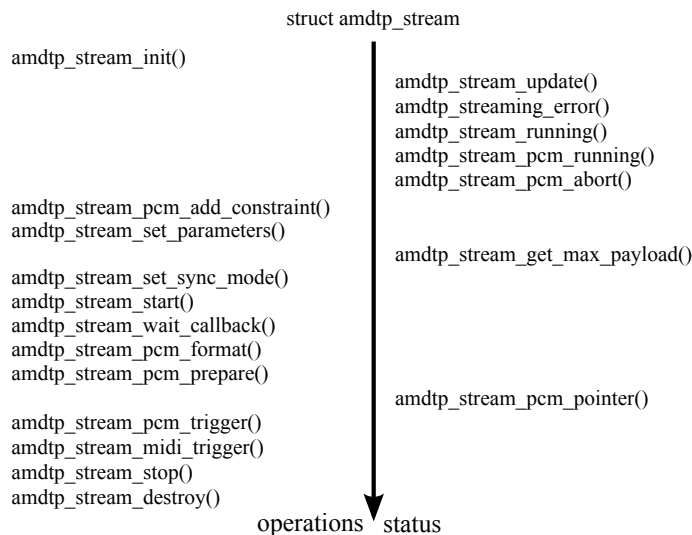 struct amdtp_stream
amdtp_stream_init()
amdtp_stream_update()
amdtp_streaming_error()
amdtp_stream_running()
amdtp_stream_pcm_running()
amdtp_stream_pcm_abort()
amdtp_stream_pcm_add_constraint()
amdtp_stream_set_parameters()
amdtp_stream_get_max_payload()
amdtp_stream_set_sync_mode()
amdtp_stream_start()
amdtp_stream_wait_callback()
amdtp_stream_pcm_format()
amdtp_stream_pcm_prepare()
amdtp_stream_pcm_pointer()
amdtp_stream_pcm_trigger()
amdtp_stream_midi_trigger()
amdtp_stream_stop()
amdtp_stream_destroy()
operations status